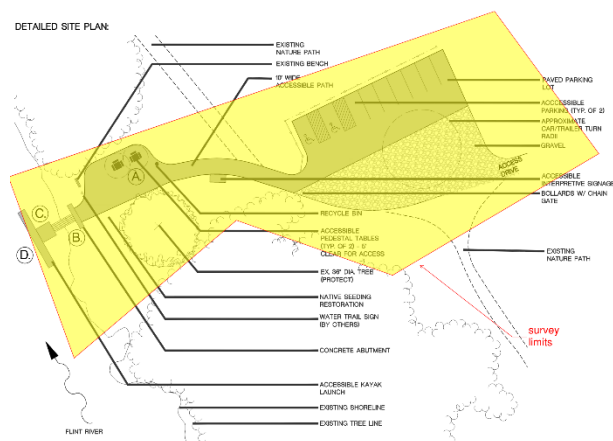 DETAILED SITE PLAN:
EXISTING
NATURE PATH
EXISTING BENCH
10' WIDE
ACCESSIBLE PATH
PAVED PARKING
LOT
ACCCESSIBLE
PARKING (TYP. OF 2)
APPROXIMATE
CAR/TRAILER TURN
RADII
GRAVEL
ACCESS
DRIVE
ACCESSIBLE
INTERPRETIVE SIGNAGE
BOLLARDS W/ CHAIN
GATE
A.
B.
C.
D.
RECYCLE BIN
ACCESSIBLE
PEDESTAL TABLES
(TYP. OF 2) - 5'
CLEAR FOR ACCESS
EX. 36" DIA. TREE
(PROTECT)
EXISTING
NATURE PATH
NATIVE SEEDING
RESTORATION
WATER TRAIL SIGN
(BY OTHERS)
survey
limits
CONCRETE ABUTMENT
ACCESSIBLE KAYAK
LAUNCH
EXISTING SHORELINE
EXISTING TREE LINE
FLINT RIVER